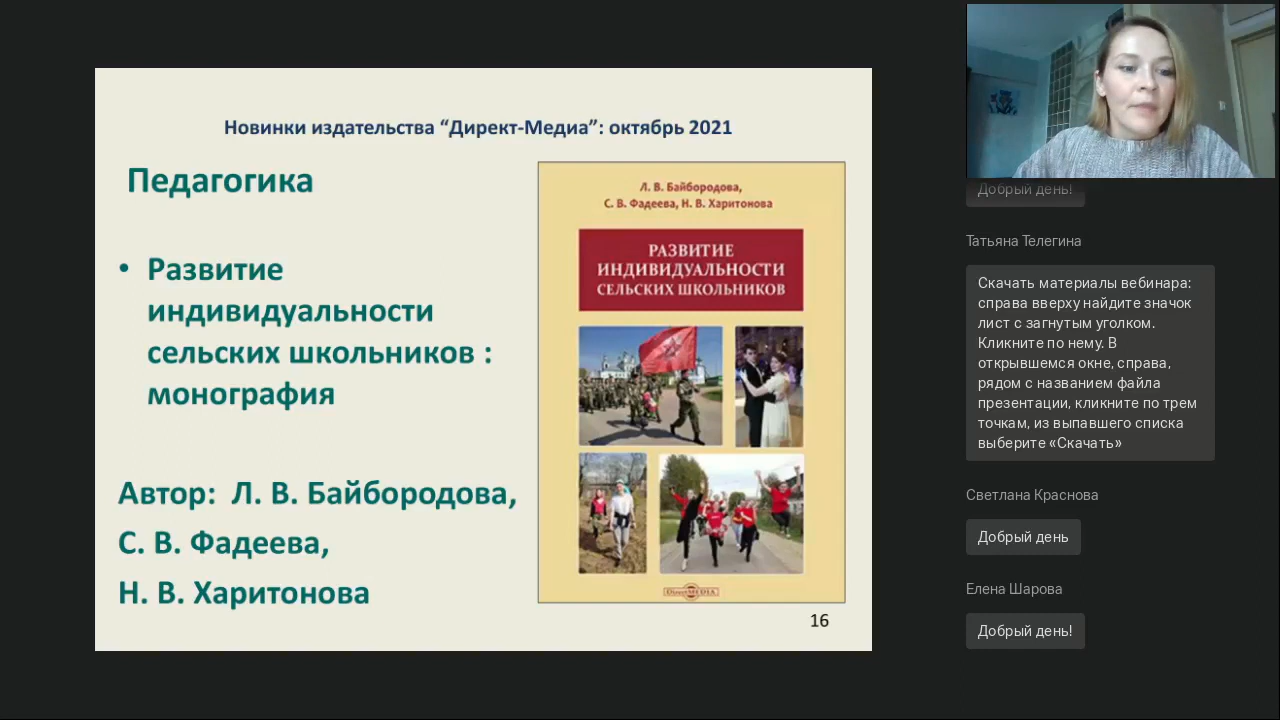 Новинки издательства “Директ-Медиа”: октябрь 2021
Педагогика
• Развитие
индивидуальности
сельских школьников :
монография
Автор: Л. В. Байбородова,
С. В. Фадеева,
Н. В. Харитонова
Л. В. Байбородова,
С. В. Фадеева, Н. В. Харитонова
РАЗВИТИЕ
ИНДИВИДУАЛЬНОСТИ
СЕЛЬСКИХ ШКОЛЬНИКОВ
DirectMEDIA
16
Добрый день!
Татьяна Телегина
Скачать материалы вебинара:
справа вверху найдите значок
лист с загнутым уголком.
Кликните по нему. В
открывшемся окне, справа,
рядом с названием файла
презентации, кликните по трем
точкам, из выпавшего списка
выберите «Скачать»
Светлана Краснова
Добрый день
Елена Шарова
Добрый день!